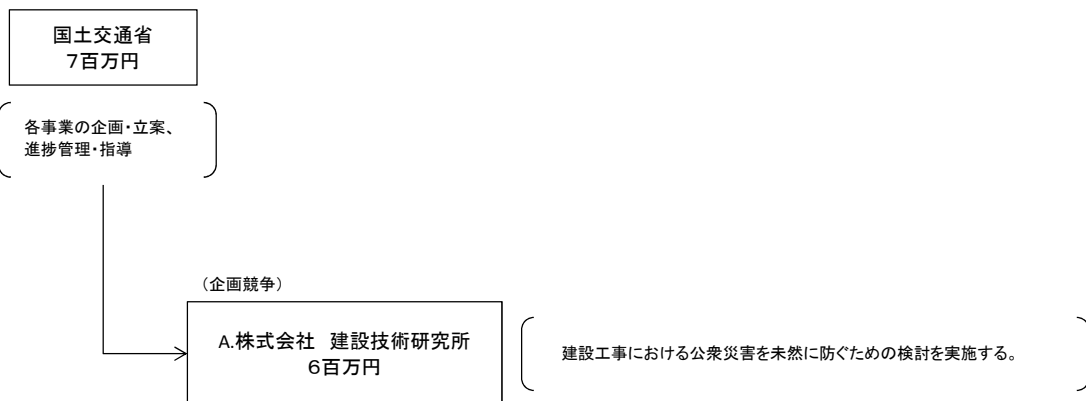 国土交通省
7百万円
各事業の企画・立案、
進捗管理・指導
（企画競争）
A.株式会社　建設技術研究所
6百万円
建設工事における公衆災害を未然に防ぐための検討を実施する。